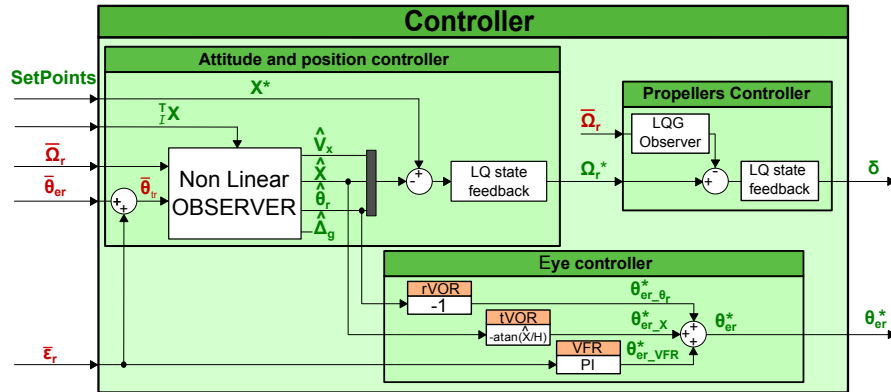 Controller
Attitude and position controller
SetPoints
X*
Propellers Controller
T/I X
Ω̄r
LQG
Observer
Ω̄r
V̂x
θ̄er
θ̄tr
Non Linear
OBSERVER
X̂
LQ state
feedback
Ωr*
LQ state
feedback
δ
θ̂r
Δ̂g
+
+
+
-
+
-
Eye controller
rVOR
-1
θ*er_θr
tVOR
-atan(X̂/H)
θ*er_X
+
+
+
θ*er
θ*er
ε̄r
VFR
PI
θ*er_VFR